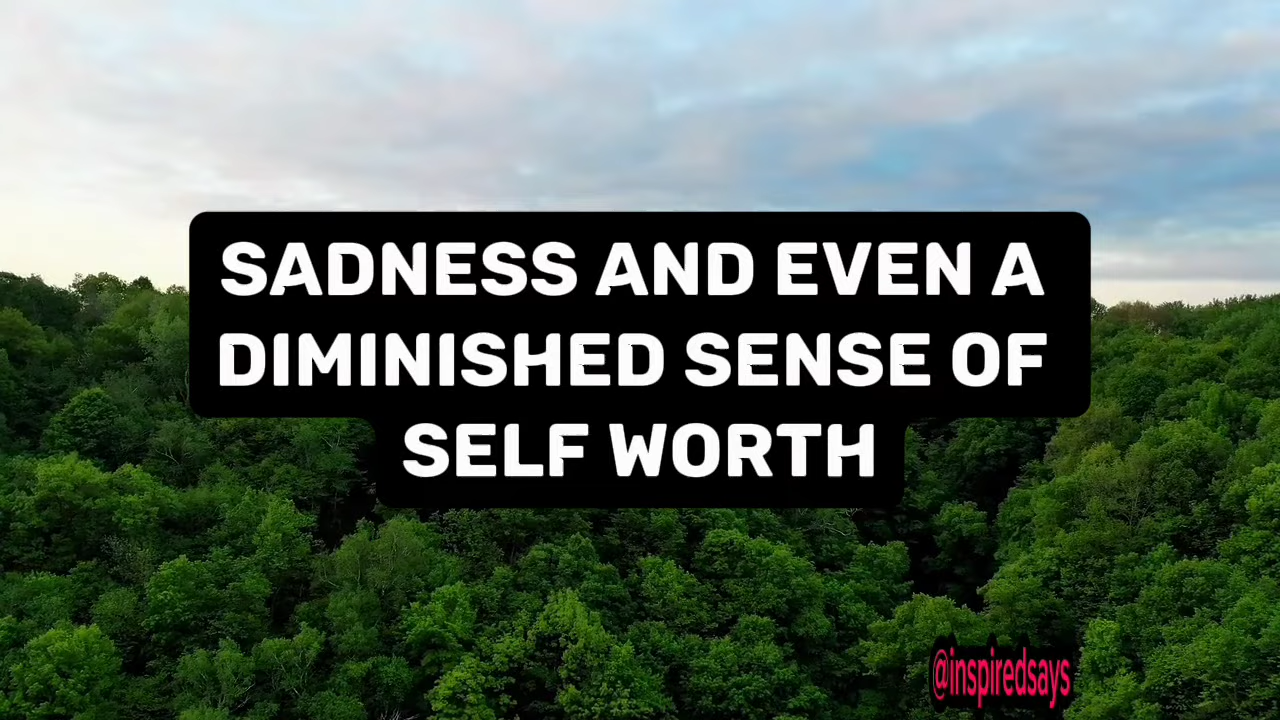 SADNESS AND EVEN A
DIMINISHED SENSE OF
SELF WORTH
@inspiredsays